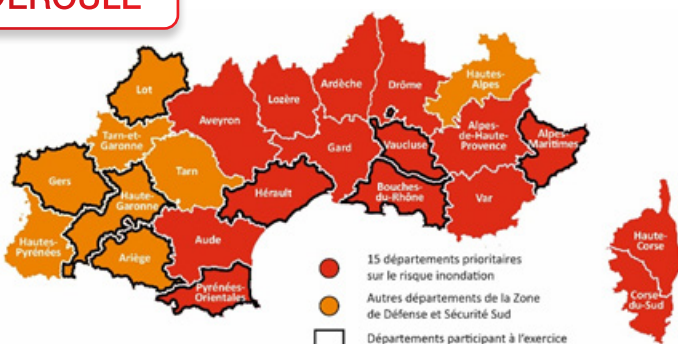 DÉROULÉ
Lot
Tarn-et-
Garonne
Gers
Haute-
Garonne
Hautes-
Pyrénées
Ariège
Tarn
Aveyron
Lozère
Ardèche
Drôme
Hautes-
Alpes
Gard
Vaucluse
Alpes-
de-Haute-
Provence
Alpes-
Maritimes
Hérault
Bouches-
du-Rhône
Var
Aude
Pyrénées-
Orientales
Haute-
Corse
Corse-
du-Sud
15 départements prioritaires
sur le risque inondation
Autres départements de la Zone
de Défense et Sécurité Sud
Départements participant à l'exercice